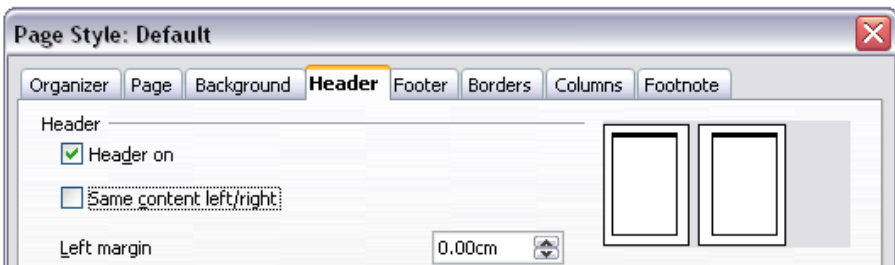 Page Style: Default
Organizer Page Background Header Footer Borders Columns Footnote
Header
Header on
Same content left/right
Left margin 0.00cm